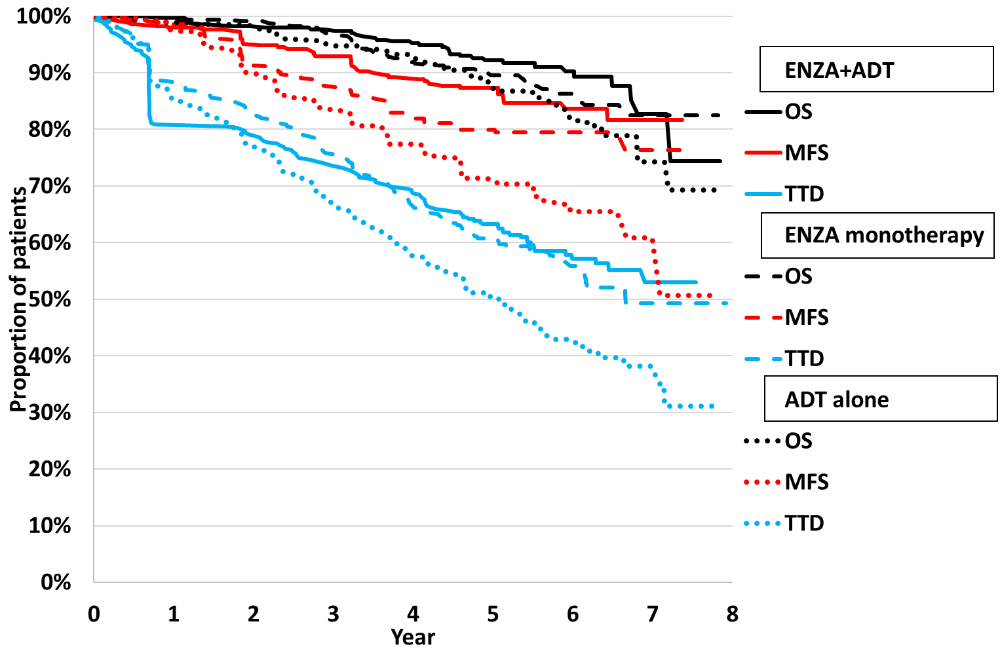 100%
90%
80%
70%
60%
50%
40%
30%
20%
10%
0%
Proportion of patients
0 1 2 3 4 5 6 7 8
Year
ENZA+ADT
OS
MFS
TTD
ENZA monotherapy
OS
MFS
TTD
ADT alone
OS
MFS
TTD